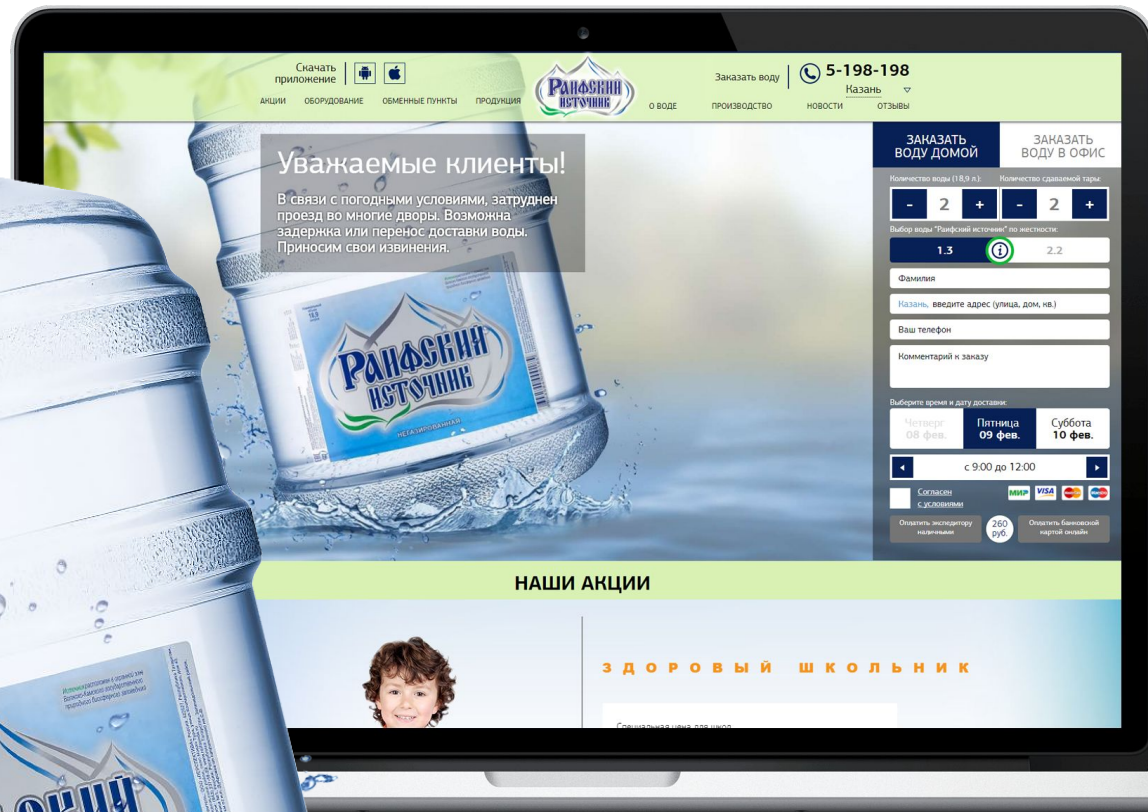 Скачать
приложение
Заказать воду
5-198-198
Казань
АКЦИИ
ОБОРУДОВАНИЕ
ОБМЕННЫЕ ПУНКТЫ
ПРОДУКЦИЯ
РАИФСКИЙ
ИСТОЧНИК
О ВОДЕ
ПРОИЗВОДСТВО
НОВОСТИ
ОТЗЫВЫ
Уважаемые клиенты!
В связи с погодными условиями, затруднен
проезд во многие дворы. Возможна
задержка или перенос доставки воды.
Приносим свои извинения.
РАИФСКИЙ
ИСТОЧНИК
НЕГАЗИРОВАННАЯ
ЗАКАЗАТЬ
ВОДУ ДОМОЙ
ЗАКАЗАТЬ
ВОДУ В ОФИС
Количество воды (18,9 л.):
Количество сдаваемой тары:
- 2 +
- 2 +
Выбор воды "Раифский источник" по жесткости:
1.3
2.2
Фамилия
Казань, введите адрес (улица, дом, кв.)
Ваш телефон
Комментарий к заказу
Выберите время и дату доставки:
Четверг
08 фев.
Пятница
09 фев.
Суббота
10 фев.
с 9:00 до 12:00
Согласен
с условиями
МИР VISA
Оплатить экспедитору
наличными
260
руб.
Оплатить банковской
картой онлайн
НАШИ АКЦИИ
ЗДОРОВЫЙ ШКОЛЬНИК
Специальная цена для школ